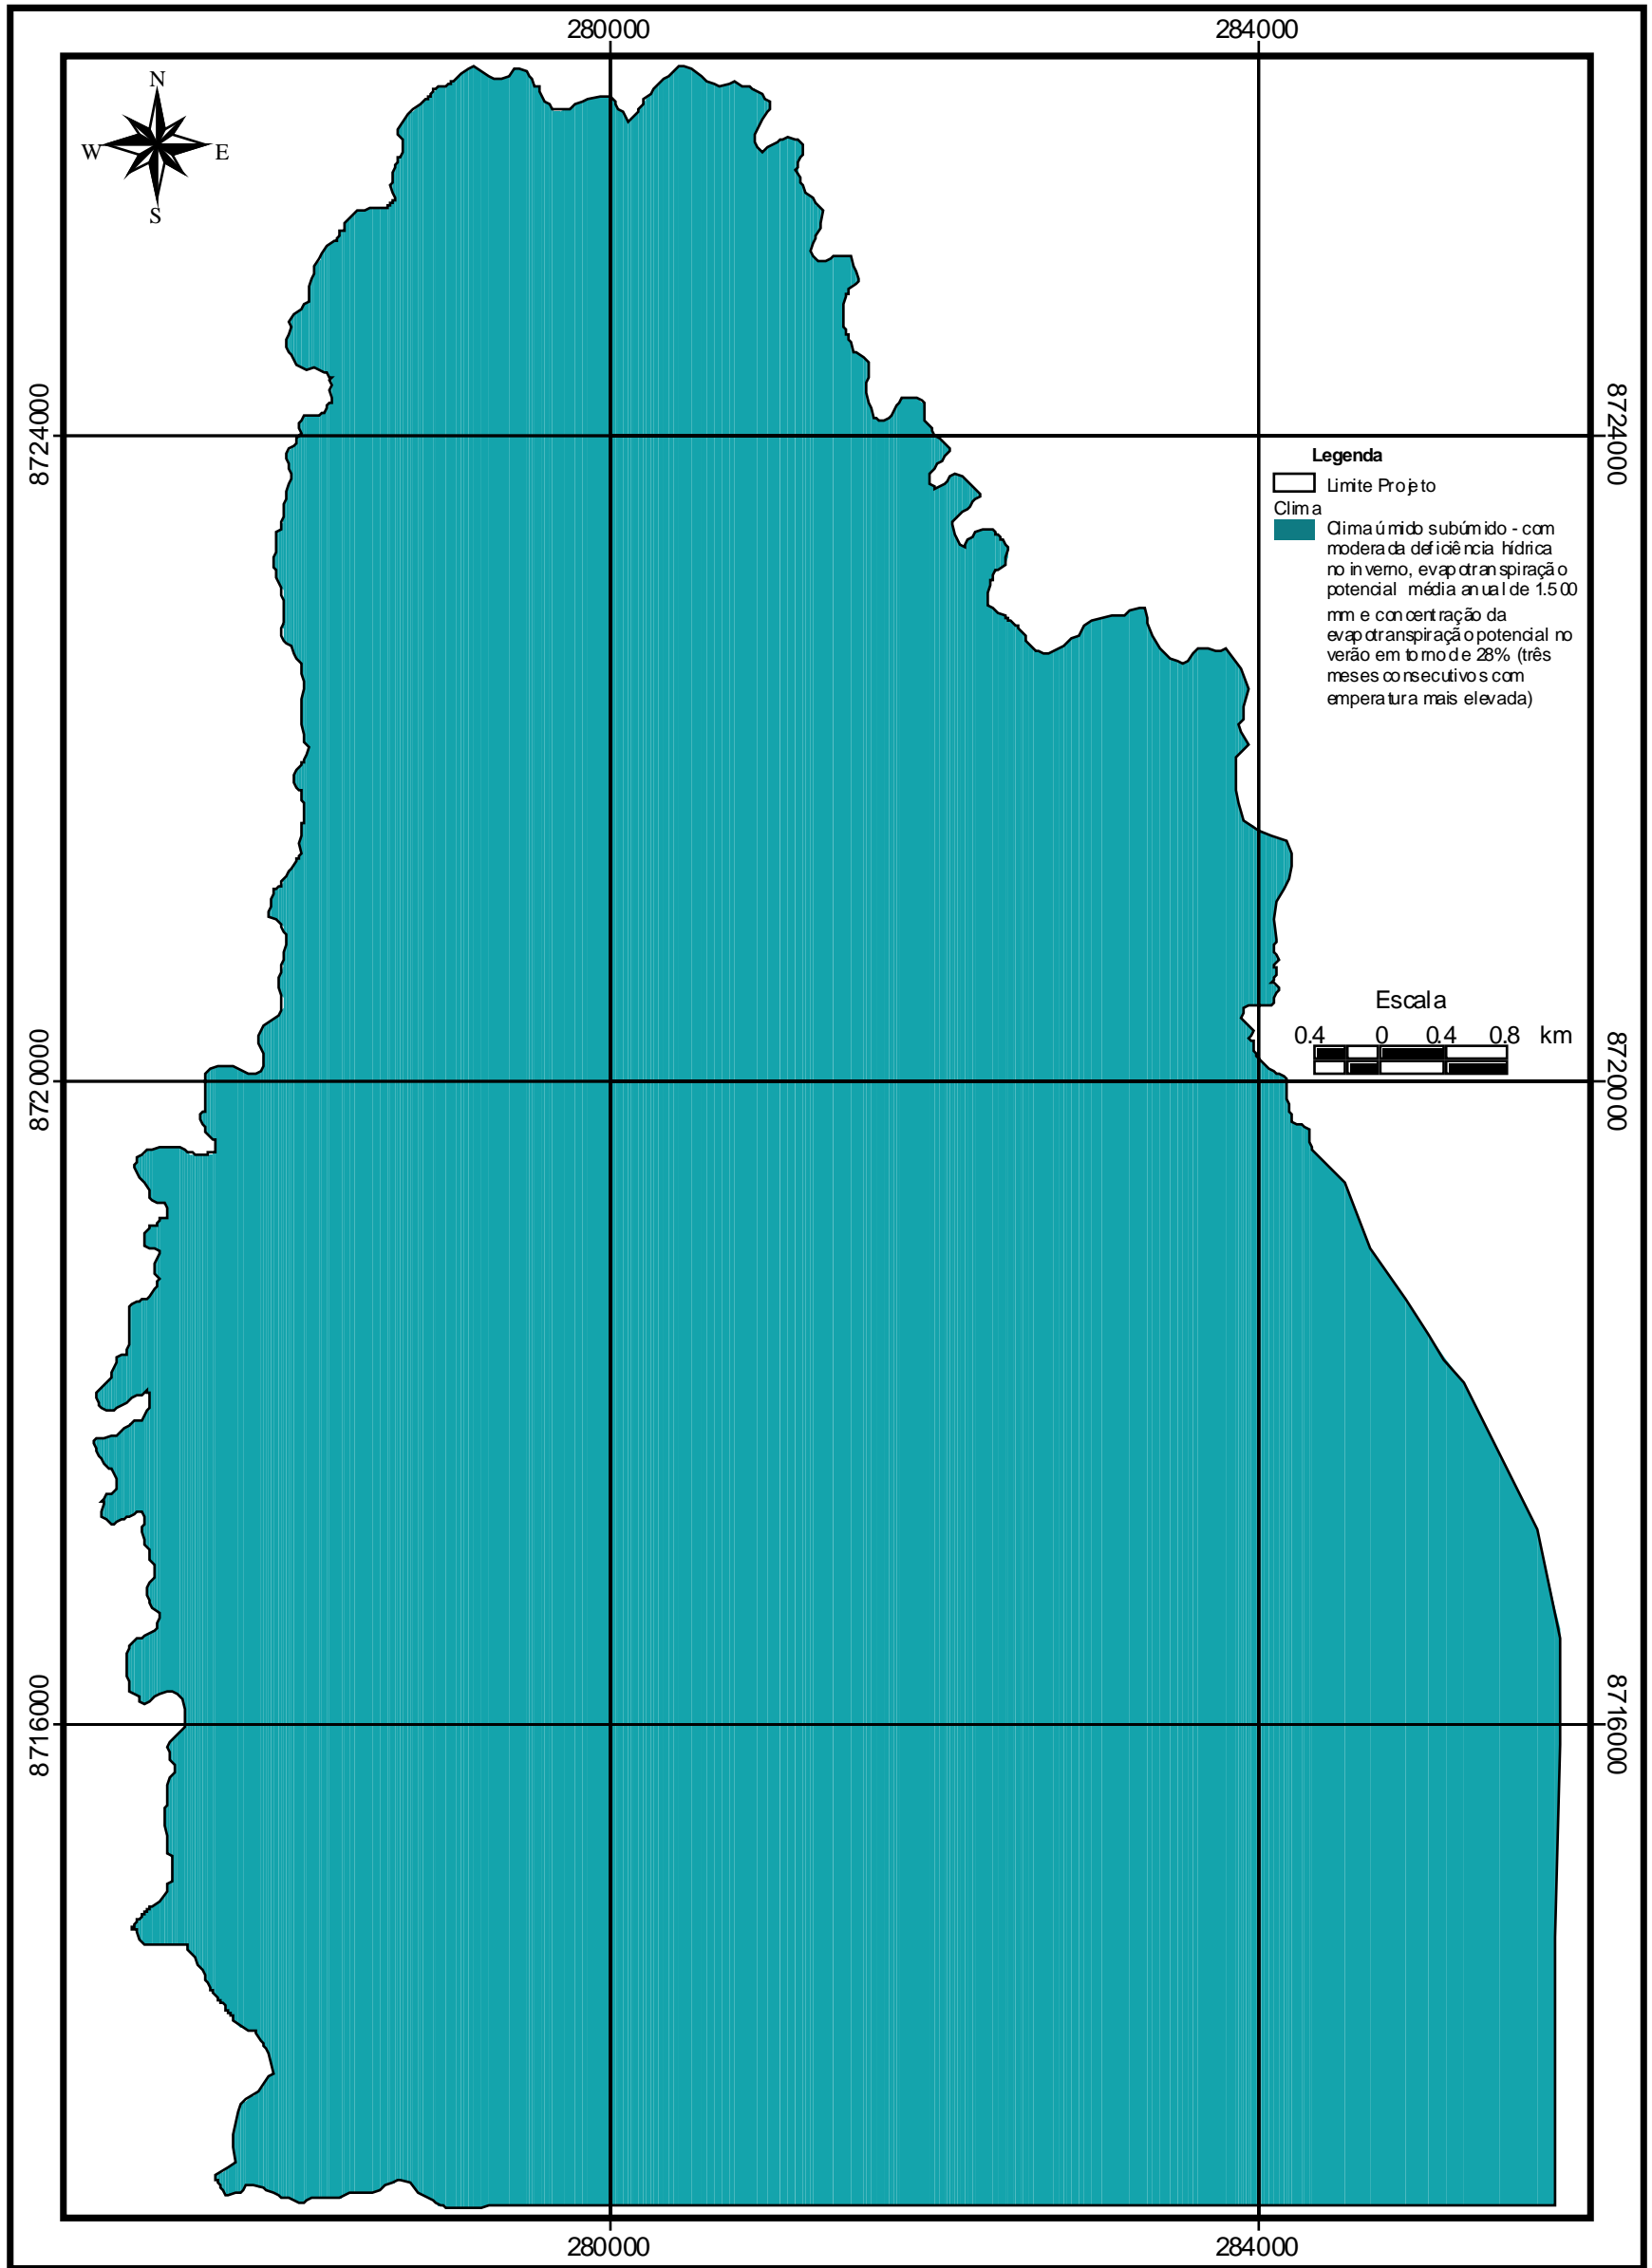 280000 284000
N
W E
S
8724000 8724000
Legenda
Limite Projeto
Clima
Clima úmido subúmido - com
moderada deficiência hídrica
no inverno, evapotranspiração
potencial média anual de 1.500
mm e concentração da
evapotranspiração potencial no
verão em torno de 28% (três
meses consecutivos com
emperatura mais elevada)
Escala
0.4 0 0.4 0.8 km
8720000 8720000
8716000 8716000
280000 284000